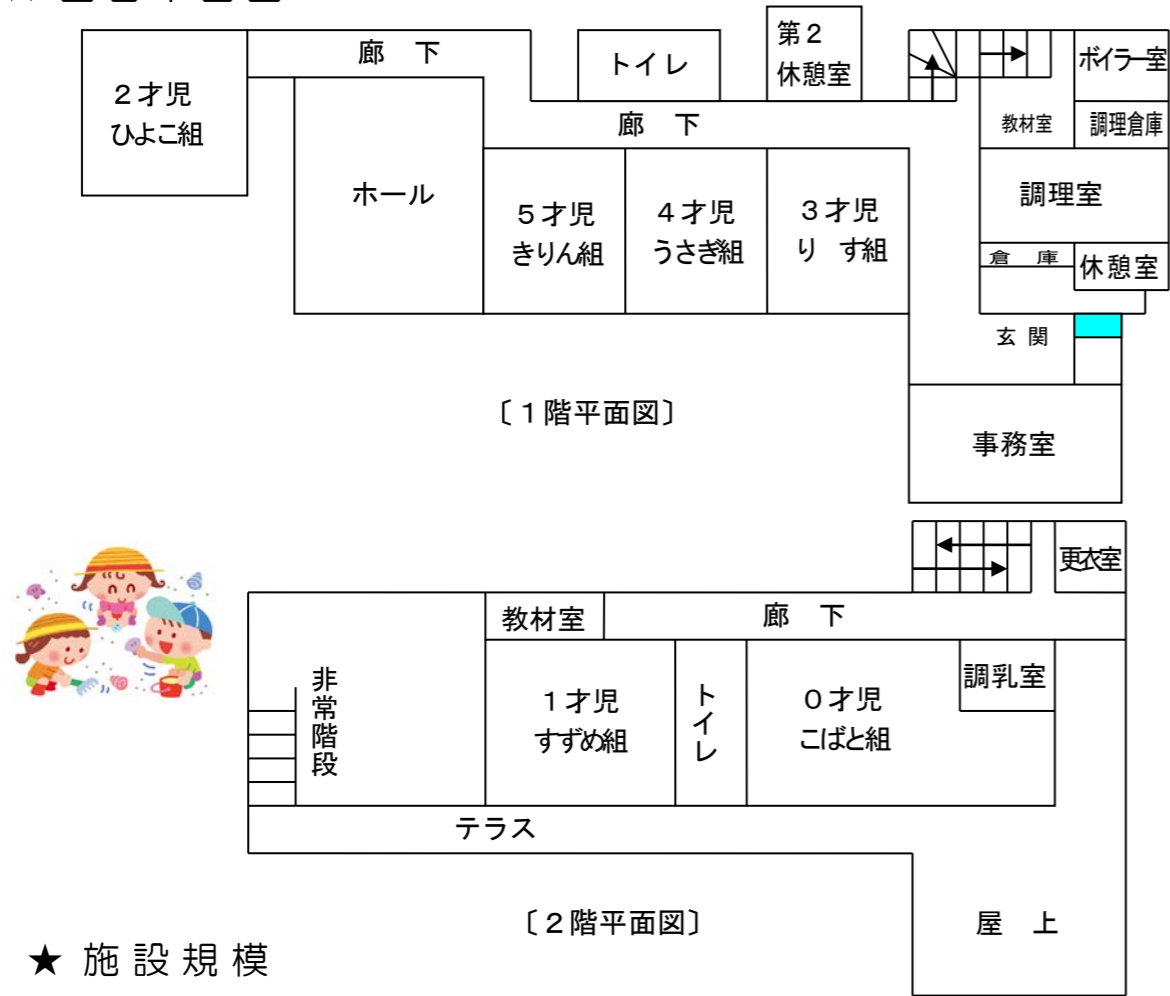 廊 下
トイレ
第2
休憩室
ボイラー室
2才児
ひよこ組
廊 下
教材室
調理倉庫
ホール
5才児
きりん組
4才児
うさぎ組
3才児
り す組
調理室
倉 庫
休憩室
玄 関
〔1階平面図〕
事務室
更衣室
教材室
廊 下
非常階段
1才児
すずめ組
トイレ
0才児
こばと組
調乳室
テラス
〔2階平面図〕
屋 上
★ 施 設 規 模